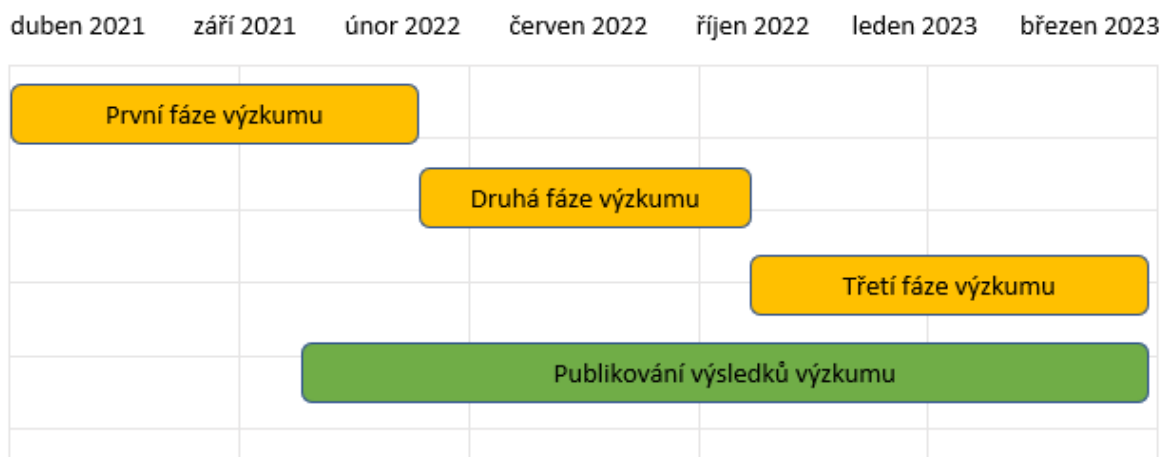 duben 2021 září 2021 únor 2022 červen 2022 říjen 2022 leden 2023 březen 2023
První fáze výzkumu
Druhá fáze výzkumu
Třetí fáze výzkumu
Publikování výsledků výzkumu